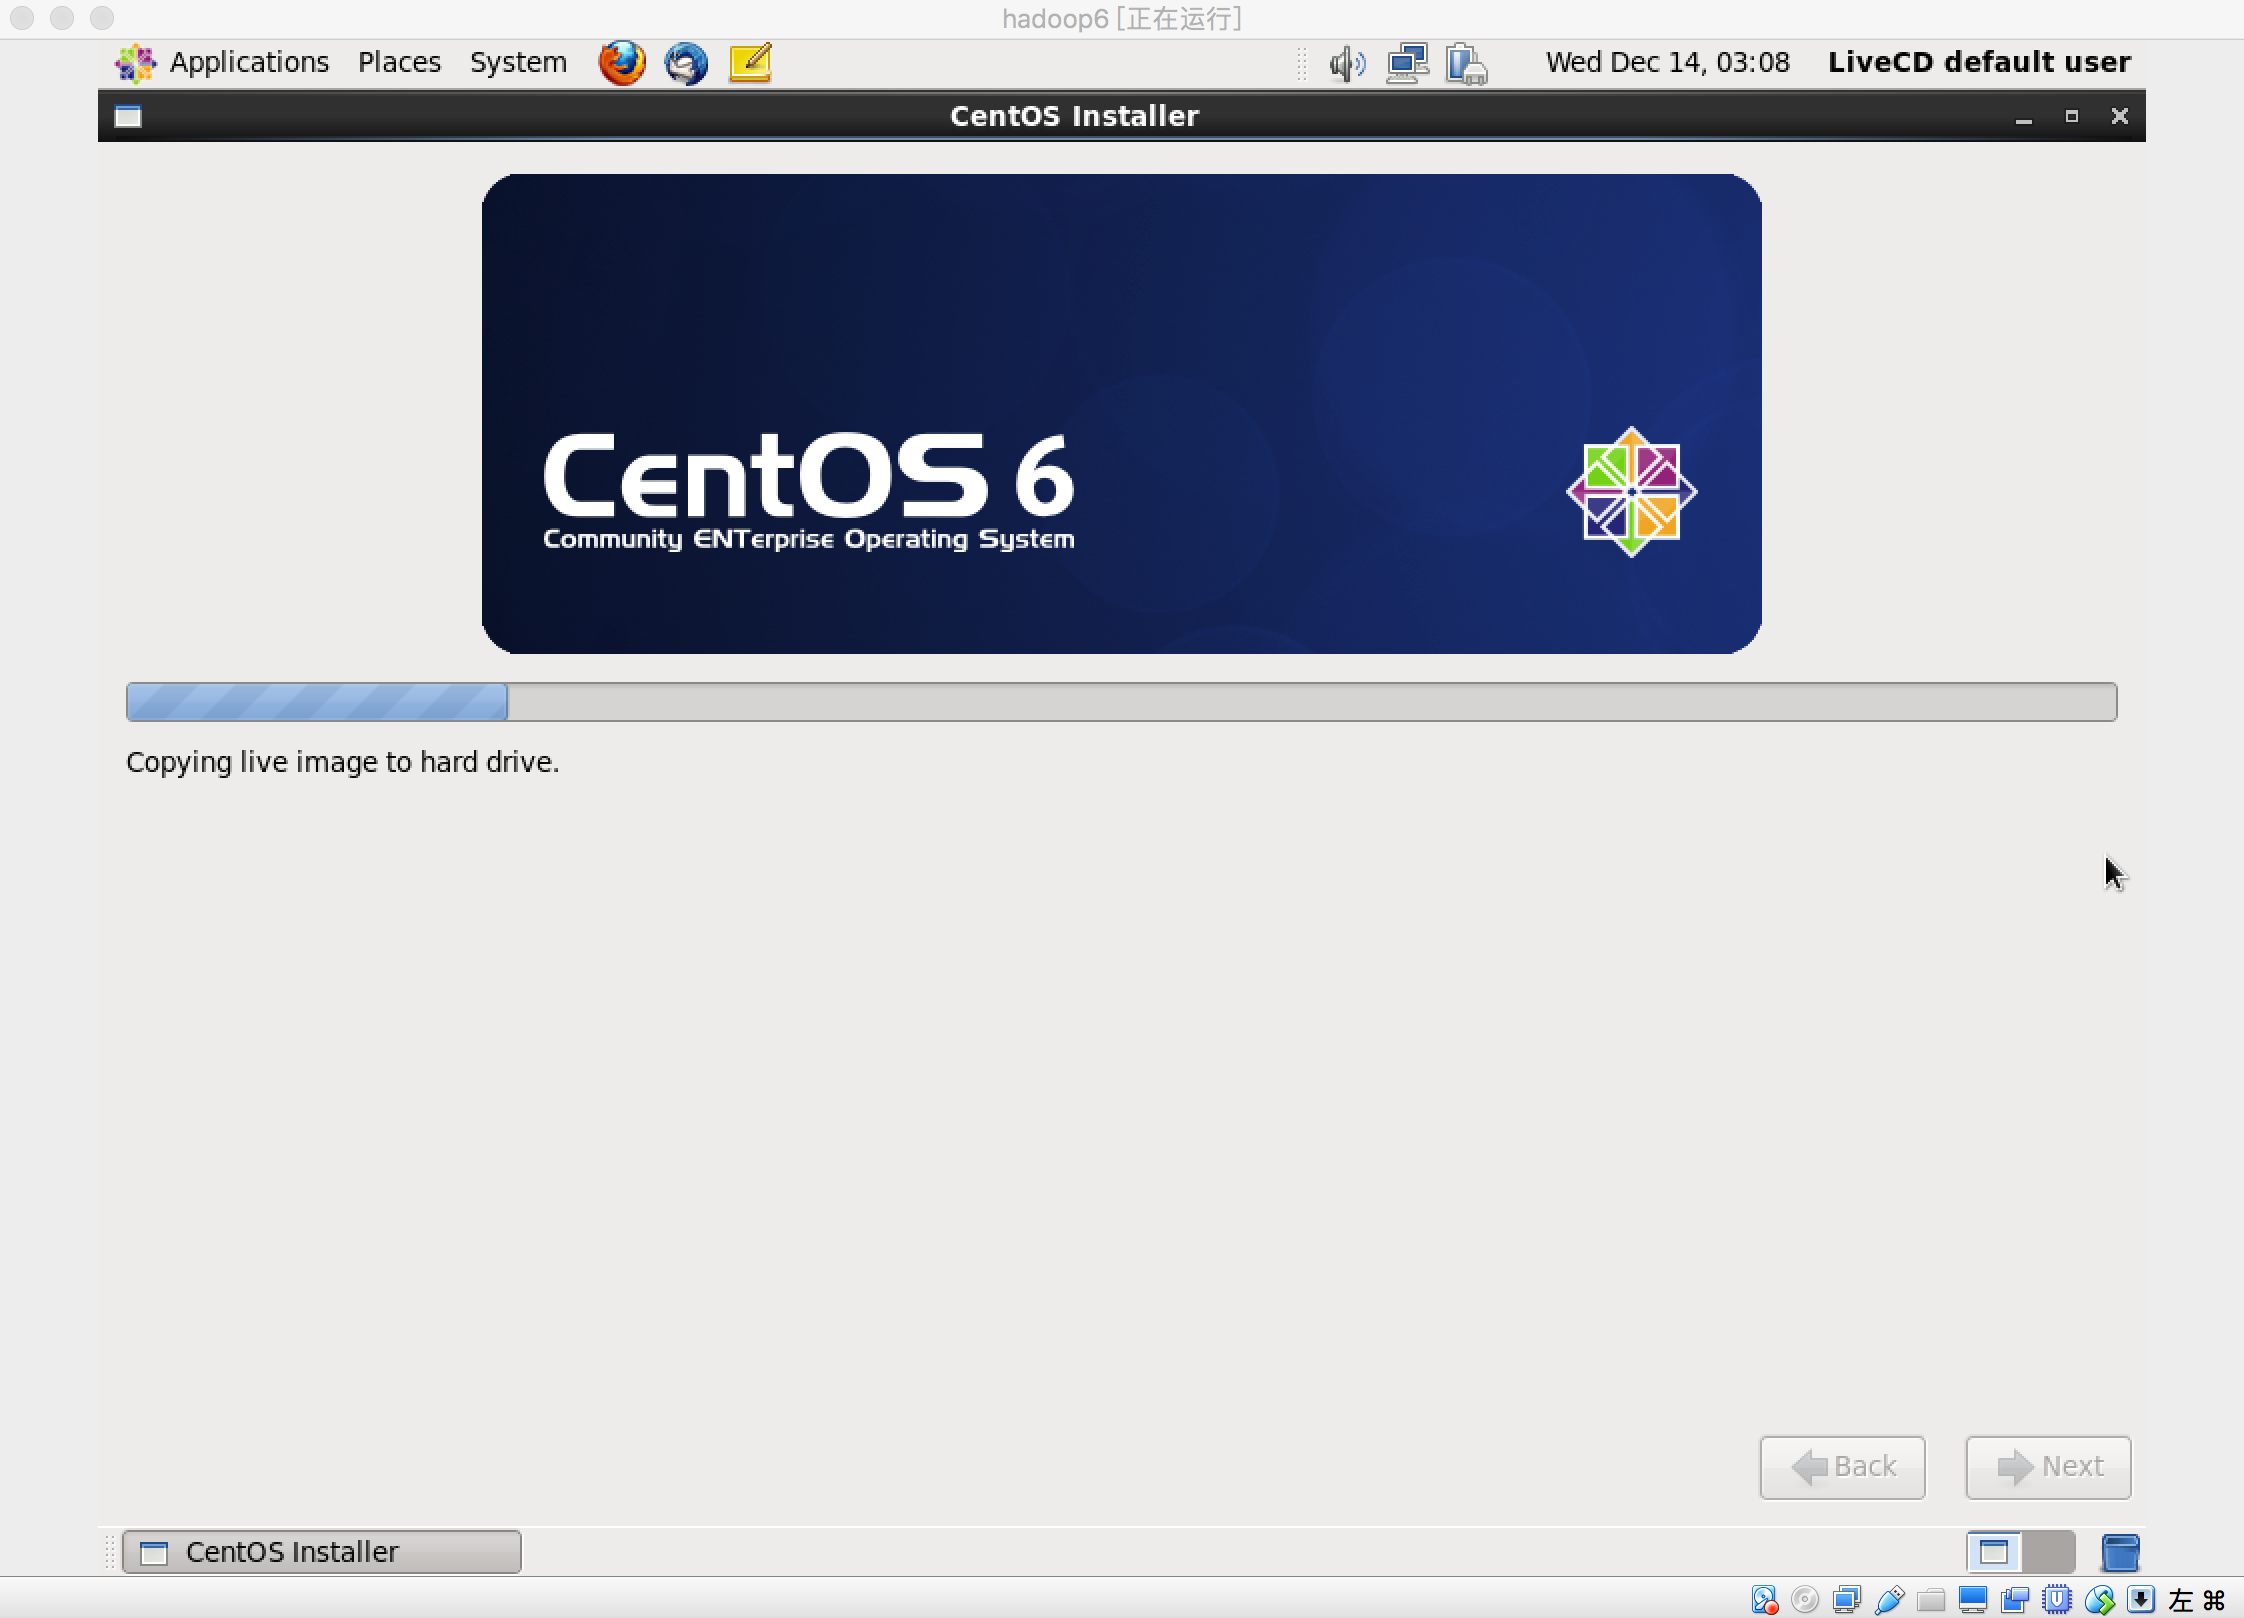 hadoop6 [正在运行]
Applications Places System Wed Dec 14, 03:08 LiveCD default user
CentOS Installer
CentOS 6
Community ENTerprise Operating System
Copying live image to hard drive.
Back Next
CentOS Installer
左 ⌘